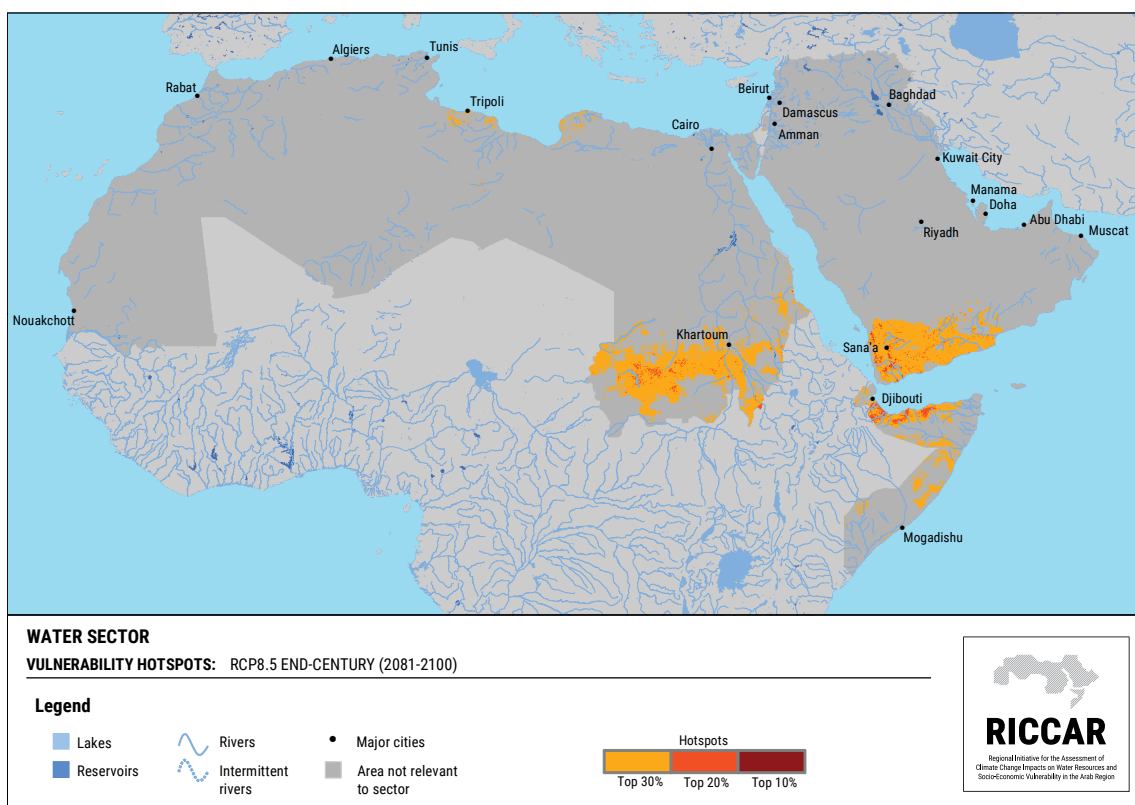 Algiers
Tunis
Rabat
Tripoli
Beirut
Baghdad
Damascus
Cairo
Amman
Kuwait City
Manama
Doha
Abu Dhabi
Riyadh
Muscat
Nouakchott
Khartoum
Sana'a
Djibouti
Mogadishu
WATER SECTOR
VULNERABILITY HOTSPOTS: RCP8.5 END-CENTURY (2081-2100)
Legend
Lakes
Rivers
Major cities
Reservoirs
Intermittent
rivers
Area not relevant
to sector
Hotspots
Top 30% Top 20% Top 10%
RICCAR
Regional Initiative for the Assessment of
Climate Change Impacts on Water Resources and
Socio-Economic Vulnerability in the Arab Region